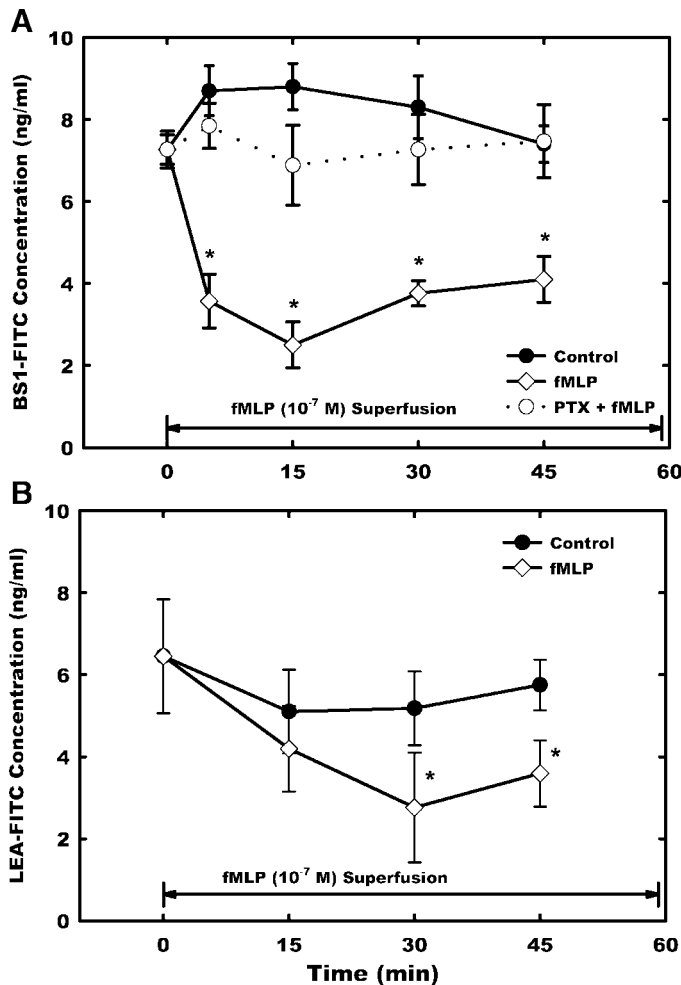 A
10
8
6
4
2
0
BS1-FITC Concentration (ng/ml)
*
*
*
*
Control
fMLP
PTX + fMLP
fMLP (10⁻⁷ M) Superfusion
0
15
30
45
60
B
10
8
6
4
2
0
LEA-FITC Concentration (ng/ml)
Control
fMLP
*
*
fMLP (10⁻⁷ M) Superfusion
0
15
30
45
60
Time (min)